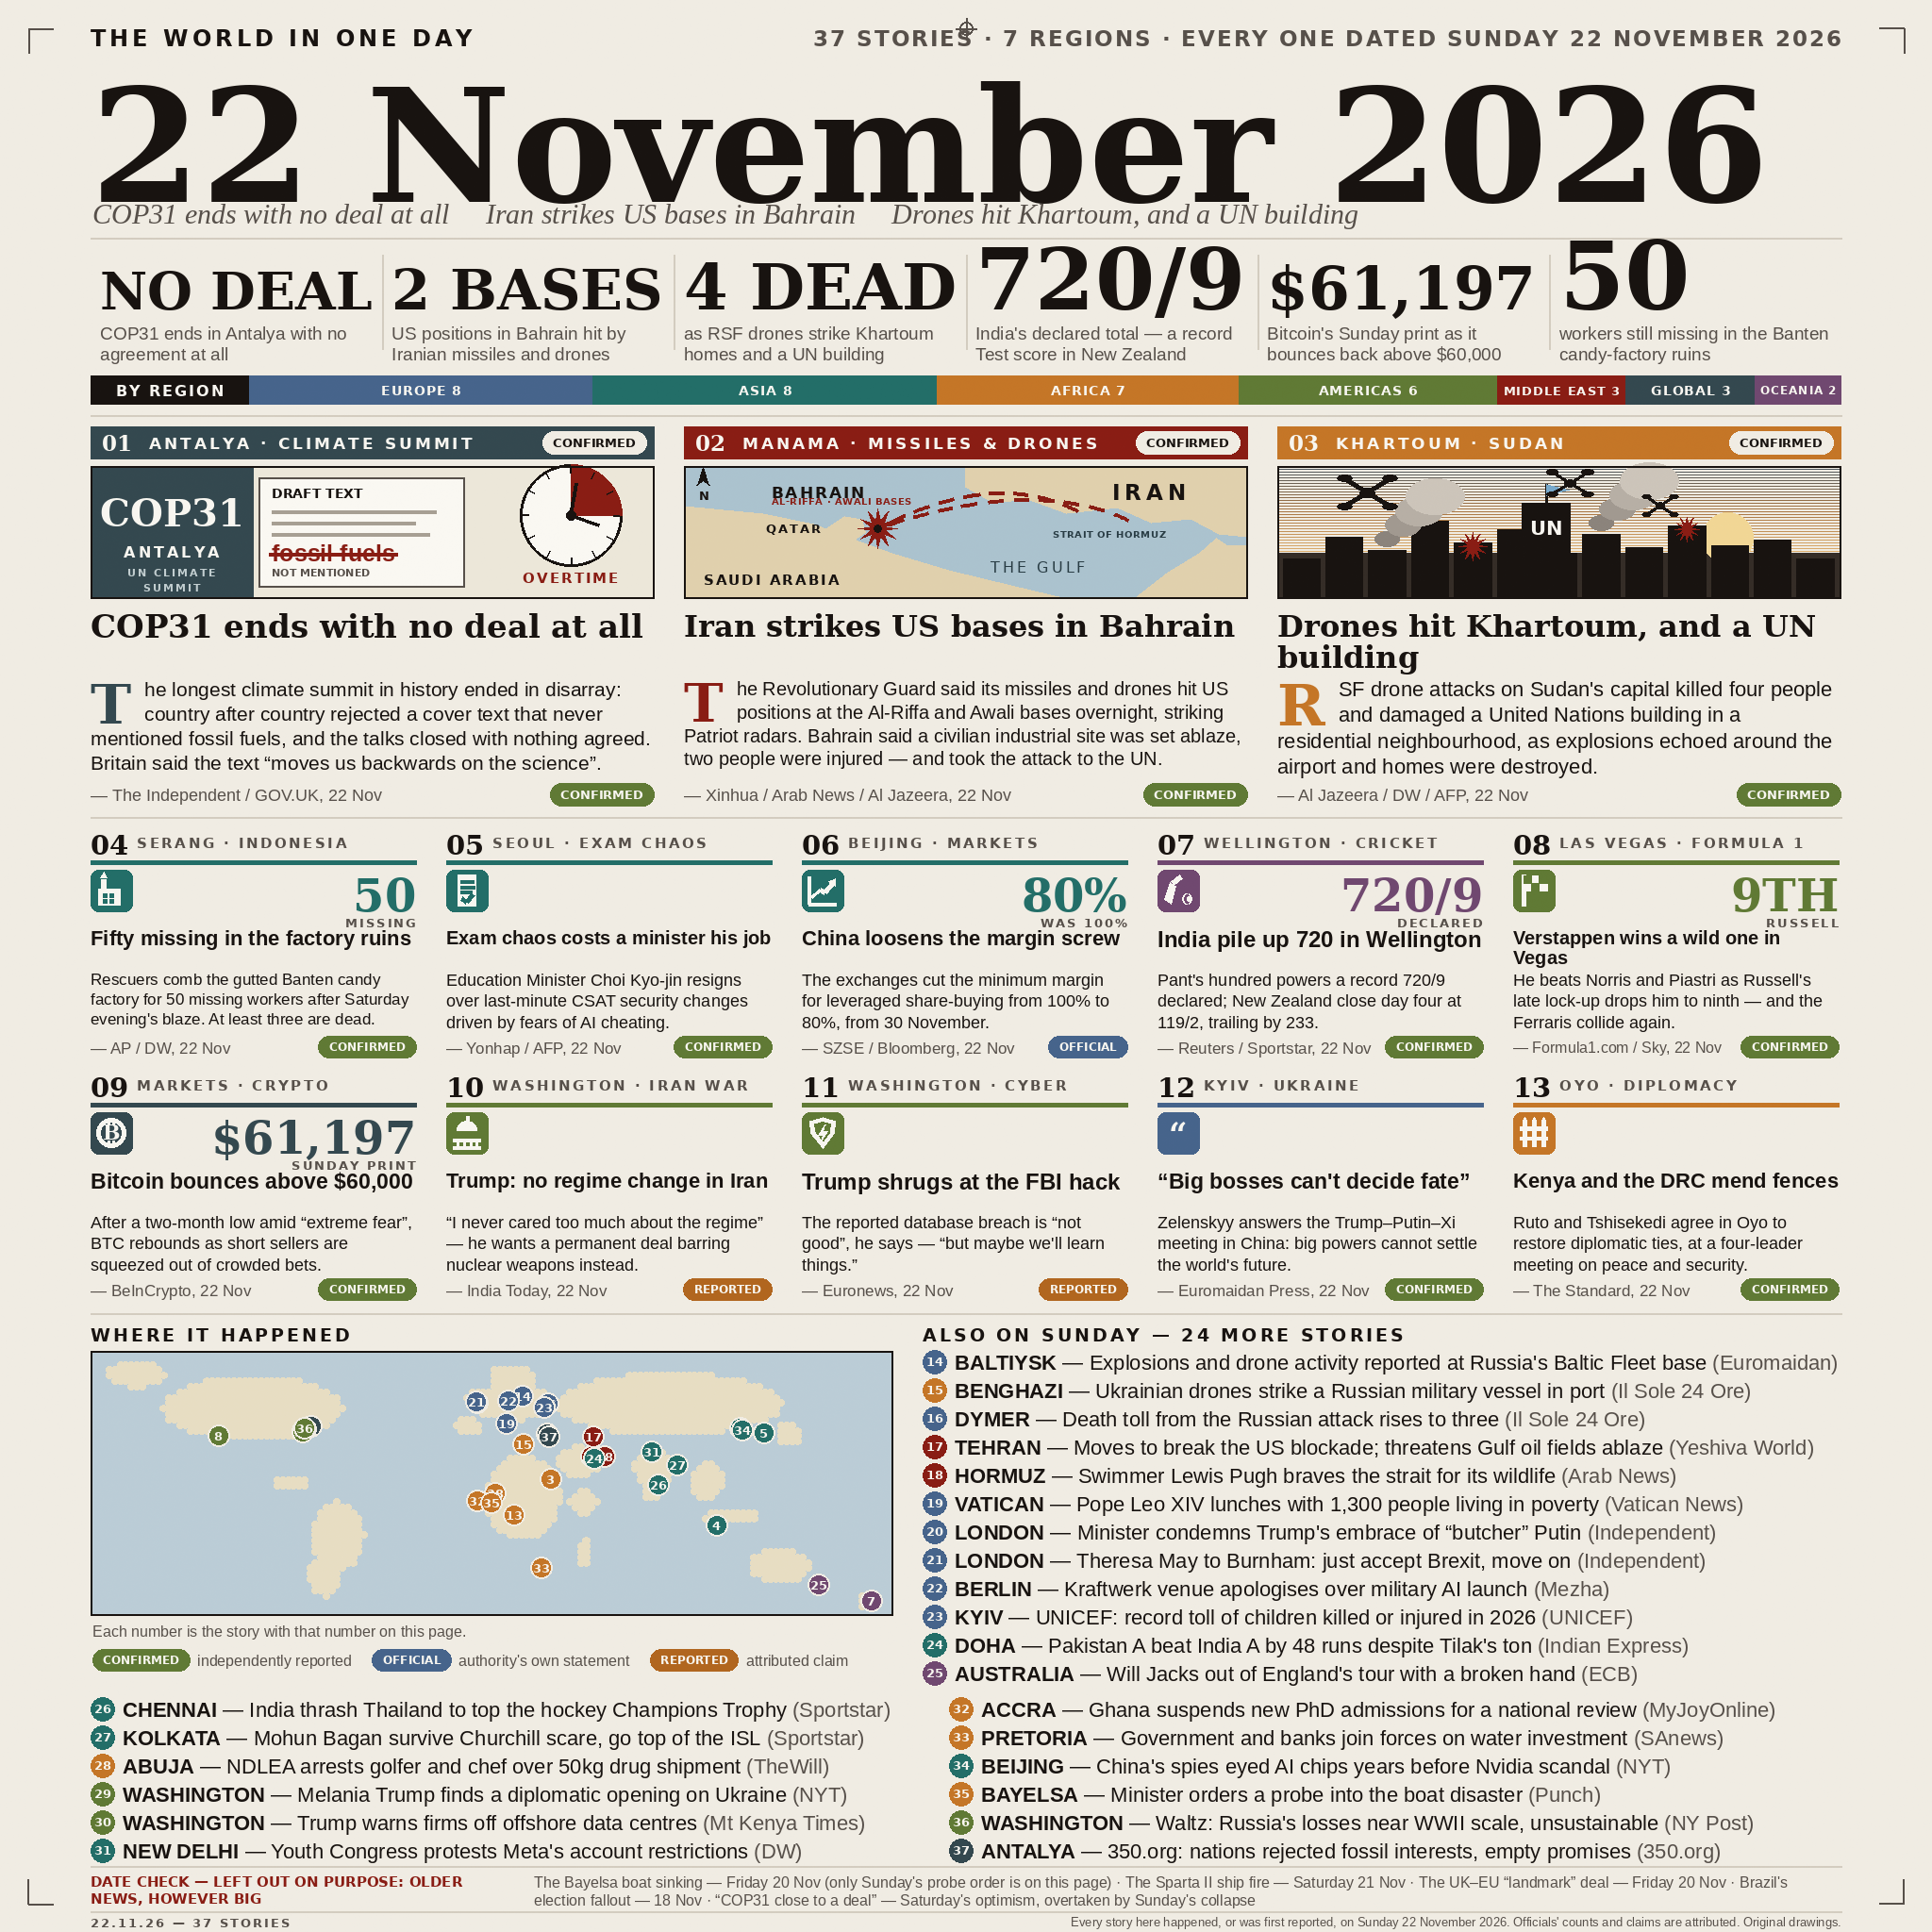 THE WORLD IN ONE DAY
37 STORIES · 7 REGIONS · EVERY ONE DATED SUNDAY 22 NOVEMBER 2026
22 November 2026
COP31 ends with no deal at all Iran strikes US bases in Bahrain Drones hit Khartoum, and a UN building
NO DEAL
COP31 ends in Antalya with no
agreement at all
2 BASES
US positions in Bahrain hit by
Iranian missiles and drones
4 DEAD
as RSF drones strike Khartoum
homes and a UN building
720/9
India's declared total — a record
Test score in New Zealand
$61,197
Bitcoin's Sunday print as it
bounces back above $60,000
50
workers still missing in the Banten
candy-factory ruins
BY REGION
EUROPE 8
ASIA 8
AFRICA 7
AMERICAS 6
MIDDLE EAST 3
GLOBAL 3
OCEANIA 2
01 ANTALYA · CLIMATE SUMMIT
CONFIRMED
COP31
ANTALYA
UN CLIMATE
SUMMIT
DRAFT TEXT
fossil fuels
NOT MENTIONED
OVERTIME
COP31 ends with no deal at all
The longest climate summit in history ended in disarray:
country after country rejected a cover text that never
mentioned fossil fuels, and the talks closed with nothing agreed.
Britain said the text “moves us backwards on the science”.
— The Independent / GOV.UK, 22 Nov
CONFIRMED
02 MANAMA · MISSILES & DRONES
CONFIRMED
N
BAHRAIN
AL-RIFFA · AWALI BASES
IRAN
QATAR
STRAIT OF HORMUZ
THE GULF
SAUDI ARABIA
Iran strikes US bases in Bahrain
The Revolutionary Guard said its missiles and drones hit US
positions at the Al-Riffa and Awali bases overnight, striking
Patriot radars. Bahrain said a civilian industrial site was set ablaze,
two people were injured — and took the attack to the UN.
— Xinhua / Arab News / Al Jazeera, 22 Nov
CONFIRMED
03 KHARTOUM · SUDAN
CONFIRMED
UN
Drones hit Khartoum, and a UN
building
RSF drone attacks on Sudan's capital killed four people
and damaged a United Nations building in a
residential neighbourhood, as explosions echoed around the
airport and homes were destroyed.
— Al Jazeera / DW / AFP, 22 Nov
CONFIRMED
04 SERANG · INDONESIA
50
MISSING
Fifty missing in the factory ruins
Rescuers comb the gutted Banten candy
factory for 50 missing workers after Saturday
evening's blaze. At least three are dead.
— AP / DW, 22 Nov
CONFIRMED
05 SEOUL · EXAM CHAOS
Exam chaos costs a minister his job
Education Minister Choi Kyo-jin resigns
over last-minute CSAT security changes
driven by fears of AI cheating.
— Yonhap / AFP, 22 Nov
CONFIRMED
06 BEIJING · MARKETS
80%
WAS 100%
China loosens the margin screw
The exchanges cut the minimum margin
for leveraged share-buying from 100% to
80%, from 30 November.
— SZSE / Bloomberg, 22 Nov
OFFICIAL
07 WELLINGTON · CRICKET
720/9
DECLARED
India pile up 720 in Wellington
Pant's hundred powers a record 720/9
declared; New Zealand close day four at
119/2, trailing by 233.
— Reuters / Sportstar, 22 Nov
CONFIRMED
08 LAS VEGAS · FORMULA 1
9TH
RUSSELL
Verstappen wins a wild one in
Vegas
He beats Norris and Piastri as Russell's
late lock-up drops him to ninth — and the
Ferraris collide again.
— Formula1.com / Sky, 22 Nov
CONFIRMED
09 MARKETS · CRYPTO
B
$61,197
SUNDAY PRINT
Bitcoin bounces above $60,000
After a two-month low amid “extreme fear”,
BTC rebounds as short sellers are
squeezed out of crowded bets.
— BeInCrypto, 22 Nov
CONFIRMED
10 WASHINGTON · IRAN WAR
Trump: no regime change in Iran
“I never cared too much about the regime”
— he wants a permanent deal barring
nuclear weapons instead.
— India Today, 22 Nov
REPORTED
11 WASHINGTON · CYBER
Trump shrugs at the FBI hack
The reported database breach is “not
good”, he says — “but maybe we'll learn
things.”
— Euronews, 22 Nov
REPORTED
12 KYIV · UKRAINE
“
“Big bosses can't decide fate”
Zelenskyy answers the Trump–Putin–Xi
meeting in China: big powers cannot settle
the world's future.
— Euromaidan Press, 22 Nov
CONFIRMED
13 OYO · DIPLOMACY
Kenya and the DRC mend fences
Ruto and Tshisekedi agree in Oyo to
restore diplomatic ties, at a four-leader
meeting on peace and security.
— The Standard, 22 Nov
CONFIRMED
WHERE IT HAPPENED
21
22
14
23
19
8
36
37
15
17
24
31
27
26
34
5
3
35
13
4
33
25
7
Each number is the story with that number on this page.
CONFIRMED independently reported OFFICIAL authority's own statement REPORTED attributed claim
ALSO ON SUNDAY — 24 MORE STORIES
14 BALTIYSK — Explosions and drone activity reported at Russia's Baltic Fleet base (Euromaidan)
15 BENGHAZI — Ukrainian drones strike a Russian military vessel in port (Il Sole 24 Ore)
16 DYMER — Death toll from the Russian attack rises to three (Il Sole 24 Ore)
17 TEHRAN — Moves to break the US blockade; threatens Gulf oil fields ablaze (Yeshiva World)
18 HORMUZ — Swimmer Lewis Pugh braves the strait for its wildlife (Arab News)
19 VATICAN — Pope Leo XIV lunches with 1,300 people living in poverty (Vatican News)
20 LONDON — Minister condemns Trump's embrace of “butcher” Putin (Independent)
21 LONDON — Theresa May to Burnham: just accept Brexit, move on (Independent)
22 BERLIN — Kraftwerk venue apologises over military AI launch (Mezha)
23 KYIV — UNICEF: record toll of children killed or injured in 2026 (UNICEF)
24 DOHA — Pakistan A beat India A by 48 runs despite Tilak's ton (Indian Express)
25 AUSTRALIA — Will Jacks out of England's tour with a broken hand (ECB)
26 CHENNAI — India thrash Thailand to top the hockey Champions Trophy (Sportstar)
27 KOLKATA — Mohun Bagan survive Churchill scare, go top of the ISL (Sportstar)
28 ABUJA — NDLEA arrests golfer and chef over 50kg drug shipment (TheWill)
29 WASHINGTON — Melania Trump finds a diplomatic opening on Ukraine (NYT)
30 WASHINGTON — Trump warns firms off offshore data centres (Mt Kenya Times)
31 NEW DELHI — Youth Congress protests Meta's account restrictions (DW)
32 ACCRA — Ghana suspends new PhD admissions for a national review (MyJoyOnline)
33 PRETORIA — Government and banks join forces on water investment (SAnews)
34 BEIJING — China's spies eyed AI chips years before Nvidia scandal (NYT)
35 BAYELSA — Minister orders a probe into the boat disaster (Punch)
36 WASHINGTON — Waltz: Russia's losses near WWII scale, unsustainable (NY Post)
37 ANTALYA — 350.org: nations rejected fossil interests, empty promises (350.org)
DATE CHECK — LEFT OUT ON PURPOSE: OLDER
NEWS, HOWEVER BIG
The Bayelsa boat sinking — Friday 20 Nov (only Sunday's probe order is on this page) · The Sparta II ship fire — Saturday 21 Nov · The UK–EU “landmark” deal — Friday 20 Nov · Brazil's
election fallout — 18 Nov · “COP31 close to a deal” — Saturday's optimism, overtaken by Sunday's collapse
22.11.26 — 37 STORIES
Every story here happened, or was first reported, on Sunday 22 November 2026. Officials' counts and claims are attributed. Original drawings.